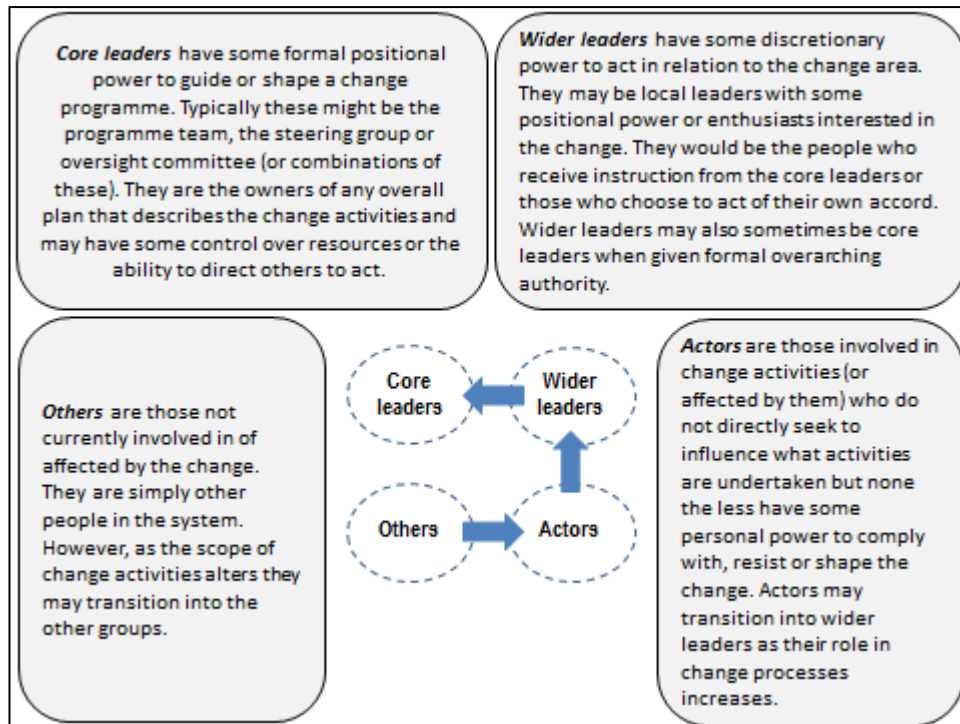 Core leaders have some formal positional
power to guide or shape a change
programme. Typically these might be the
programme team, the steering group or
oversight committee (or combinations of
these). They are the owners of any overall
plan that describes the change activities and
may have some control over resources or the
ability to direct others to act.
Wider leaders have some discretionary
power to act in relation to the change area.
They may be local leaders with some
positional power or enthusiasts interested in
the change. They would be the people who
receive instruction from the core leaders or
those who choose to act of their own accord.
Wider leaders may also sometimes be core
leaders when given formal overarching
authority.
Others are those not
currently involved in of
affected by the change.
They are simply other
people in the system.
However, as the scope of
change activities alters they
may transition into the
other groups.
Core
leaders
Wider
leaders
Others
Actors
Actors are those involved in
change activities (or
affected by them) who do
not directly seek to
influence what activities
are undertaken but none
the less have some
personal power to comply
with, resist or shape the
change. Actors may
transition into wider
leaders as their role in
change processes
increases.